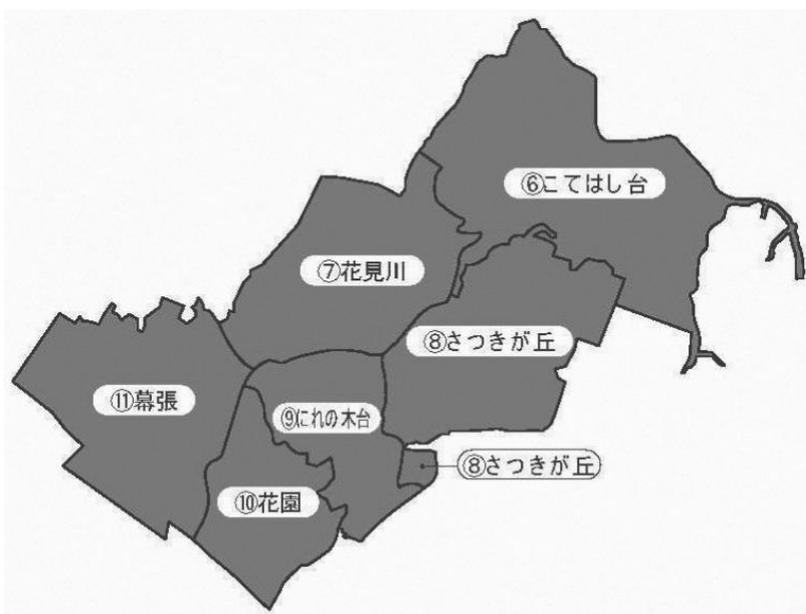 ⑥こてはし台
⑦花見川
⑧さつきが丘
⑪幕張
⑨にれの木台
⑧さつきが丘
⑩花園